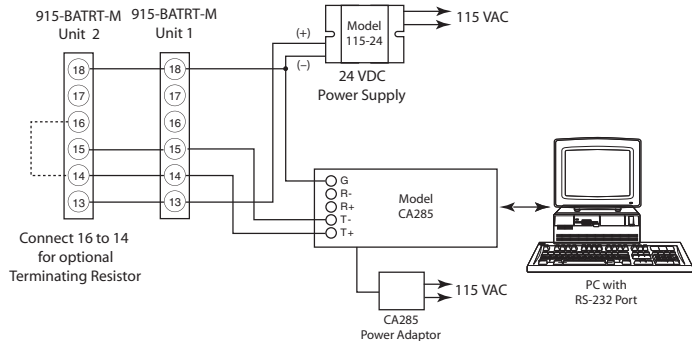 915-BATRT-M
Unit 2
915-BATRT-M
Unit 1
18
17
16
15
14
13
18
17
16
15
14
13
Connect 16 to 14
for optional
Terminating Resistor
(+)
(–)
Model
115-24
115 VAC
24 VDC
Power Supply
G
R-
R+
T-
T+
Model
CA285
115 VAC
CA285
Power Adaptor
PC with
RS-232 Port